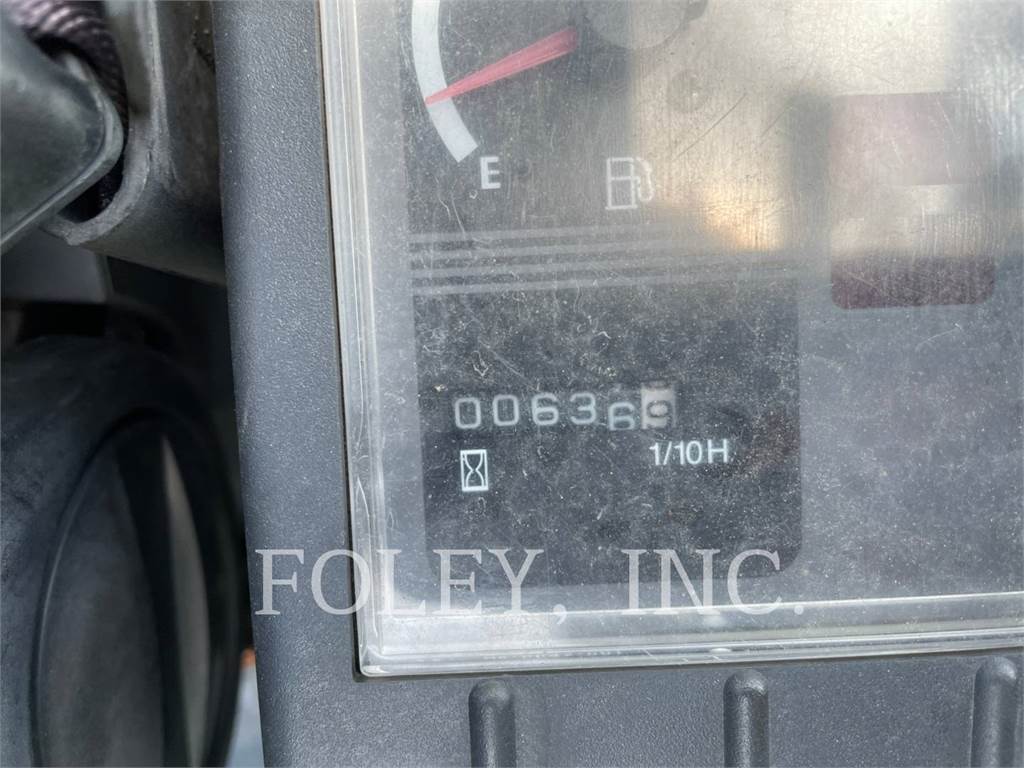 E
006369
1/10H
FOLEY, INC.